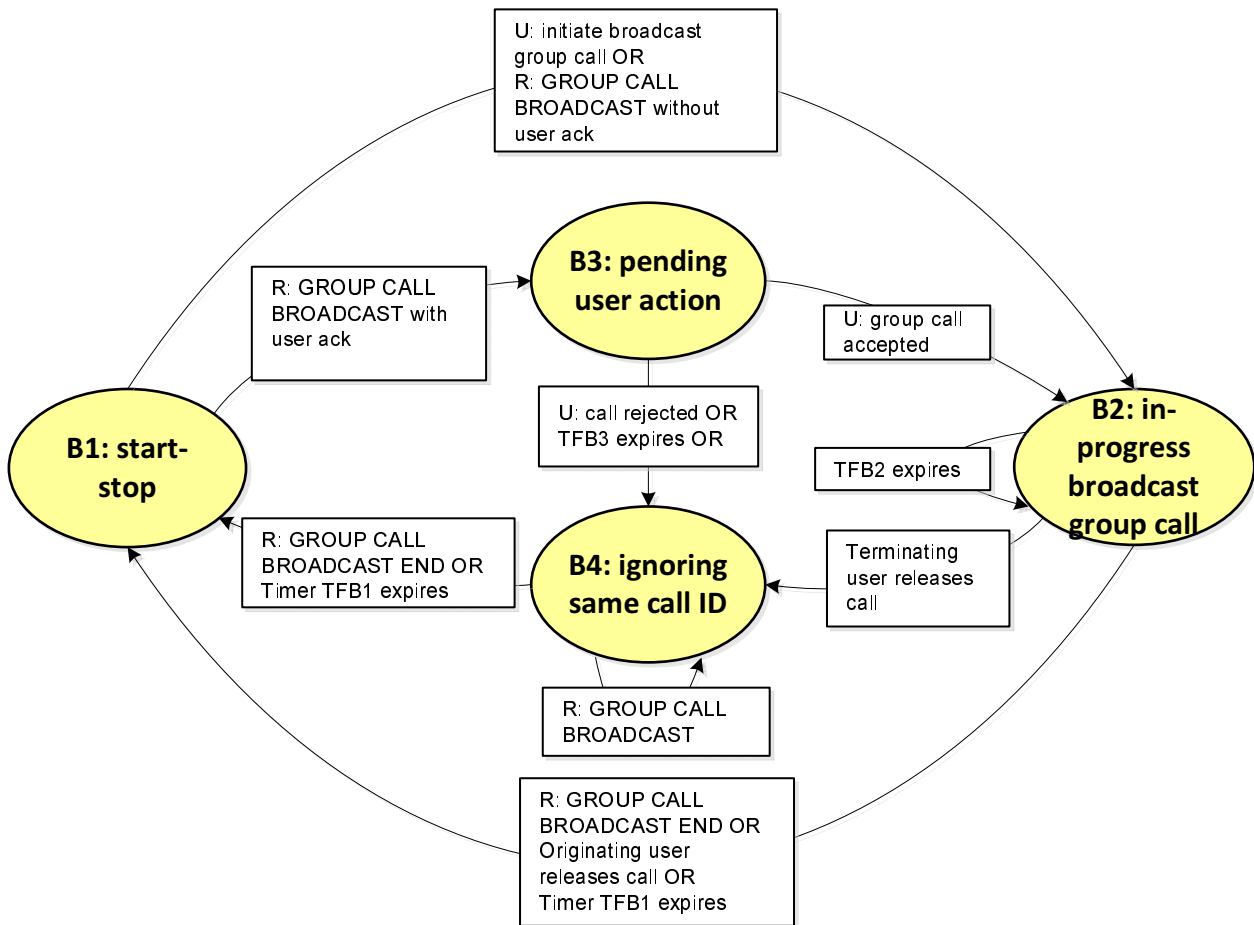 U: initiate broadcast
group call OR
R: GROUP CALL
BROADCAST without
user ack
B3: pending
user action
R: GROUP CALL
BROADCAST with
user ack
U: group call
accepted
B1: start-
stop
U: call rejected OR
TFB3 expires OR
B2: in-
progress
broadcast
group call
TFB2 expires
R: GROUP CALL
BROADCAST END OR
Timer TFB1 expires
B4: ignoring
same call ID
Terminating
user releases
call
R: GROUP CALL
BROADCAST
R: GROUP CALL
BROADCAST END OR
Originating user
releases call OR
Timer TFB1 expires